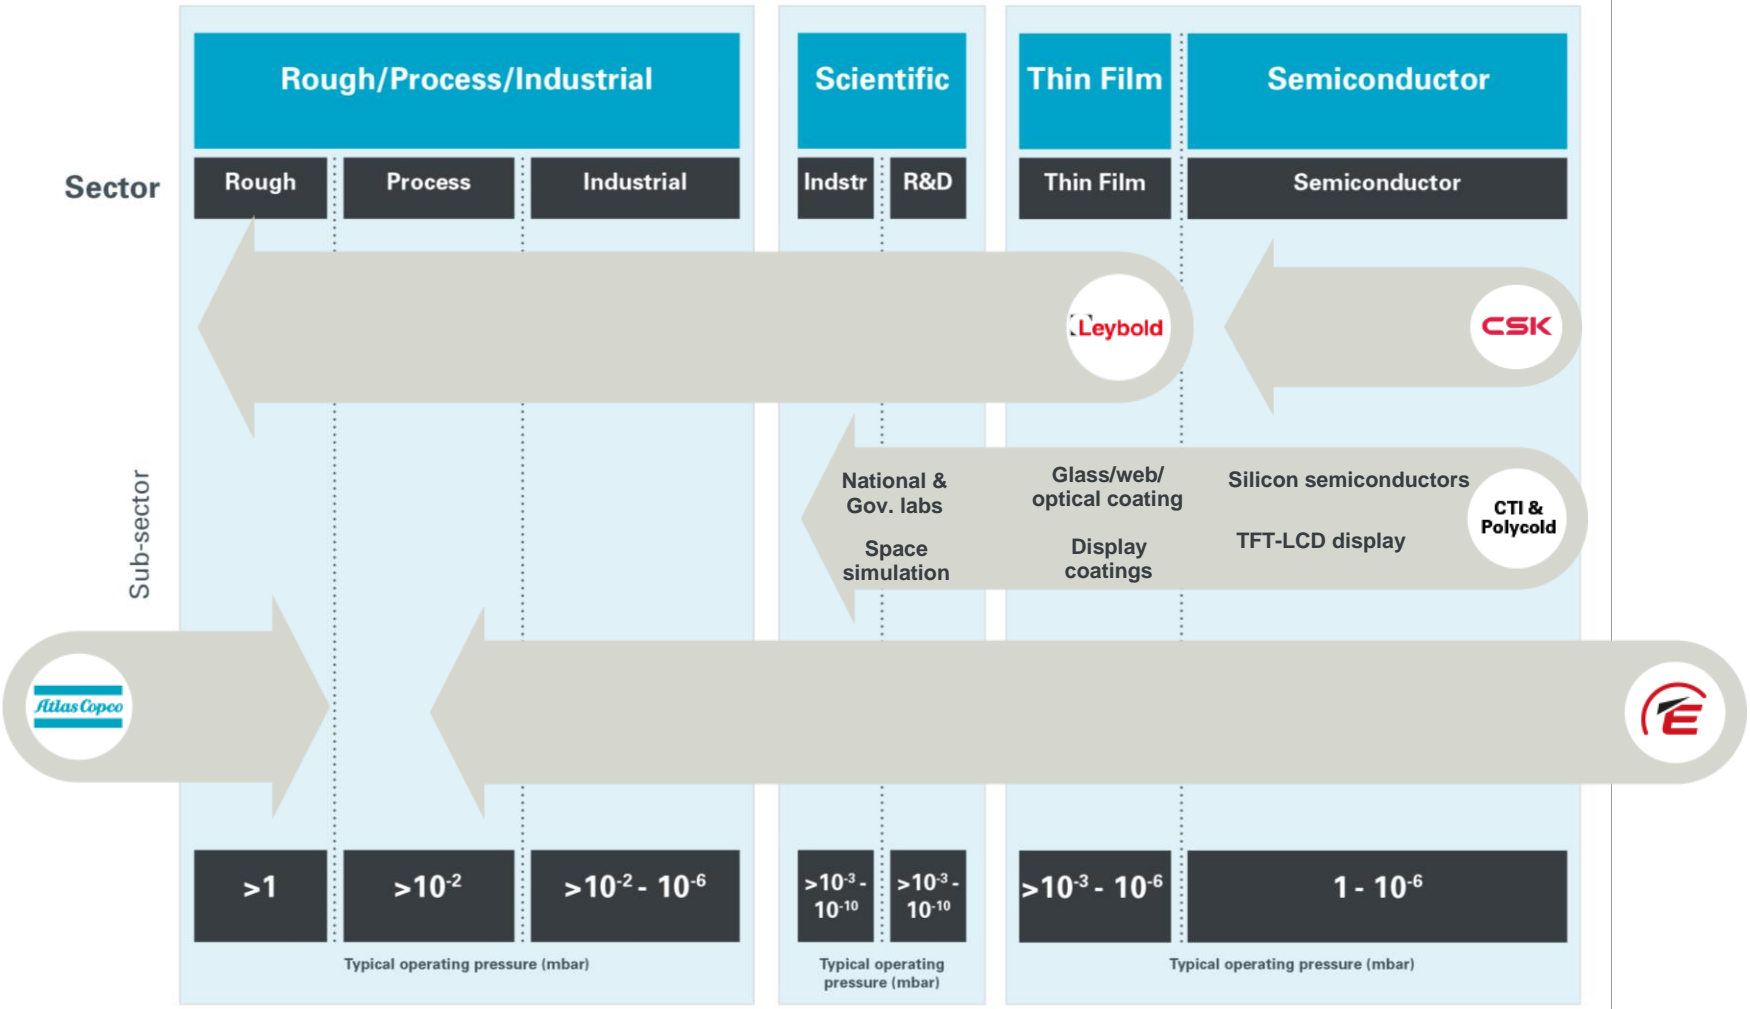 Rough/Process/Industrial
Scientific
Thin Film
Semiconductor
Sector
Rough
Process
Industrial
Indstr
R&D
Thin Film
Semiconductor
Leybold
CSK
Sub-sector
National &
Gov. labs
Space
simulation
Glass/web/
optical coating
Display
coatings
Silicon semiconductors
TFT-LCD display
CTI &
Polycold
Atlas Copco
E
>1
>10⁻²
>10⁻² - 10⁻⁶
>10⁻³ -
10⁻¹⁰
>10⁻³ -
10⁻¹⁰
>10⁻³ - 10⁻⁶
1 - 10⁻⁶
Typical operating pressure (mbar)
Typical operating
pressure (mbar)
Typical operating pressure (mbar)